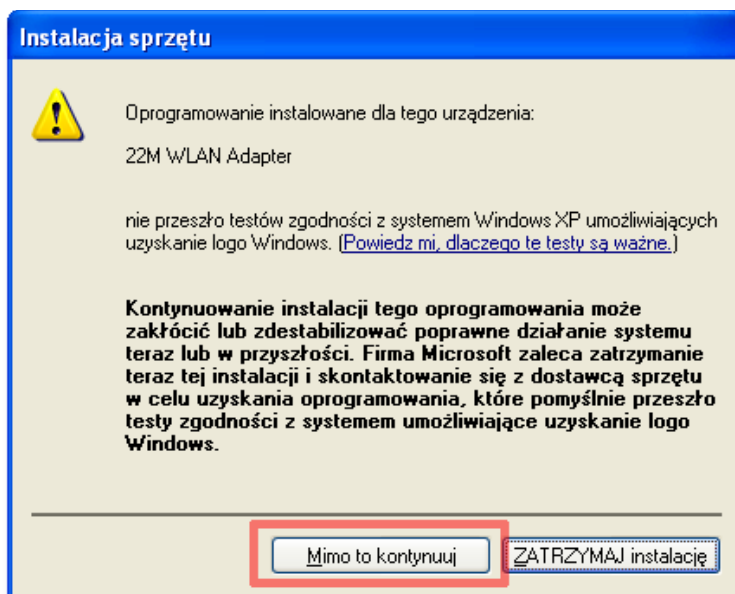 Instalacja sprzętu
Oprogramowanie instalowane dla tego urządzenia:
22M WLAN Adapter
nie przeszło testów zgodności z systemem Windows XP umożliwiających
uzyskanie logo Windows. (Powiedz mi, dlaczego te testy są ważne.)
Kontynuowanie instalacji tego oprogramowania może
zakłócić lub zdestabilizować poprawne działanie systemu
teraz lub w przyszłości. Firma Microsoft zaleca zatrzymanie
teraz tej instalacji i skontaktowanie się z dostawcą sprzętu
w celu uzyskania oprogramowania, które pomyślnie przeszło
testy zgodności z systemem umożliwiające uzyskanie logo
Windows.
Mimo to kontynuuj ZATRZYMAJ instalację